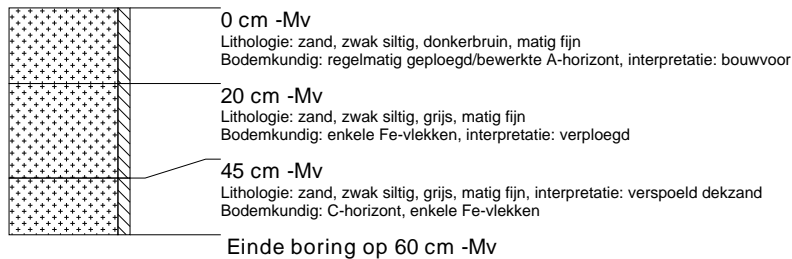 0 cm -Mv
Lithologie: zand, zwak siltig, donkerbruin, matig fijn
Bodemkundig: regelmatig geploegd/bewerkte A-horizont, interpretatie: bouwvoor
20 cm -Mv
Lithologie: zand, zwak siltig, grijs, matig fijn
Bodemkundig: enkele Fe-vlekken, interpretatie: verploegd
45 cm -Mv
Lithologie: zand, zwak siltig, grijs, matig fijn, interpretatie: verspoeld dekzand
Bodemkundig: C-horizont, enkele Fe-vlekken
Einde boring op 60 cm -Mv